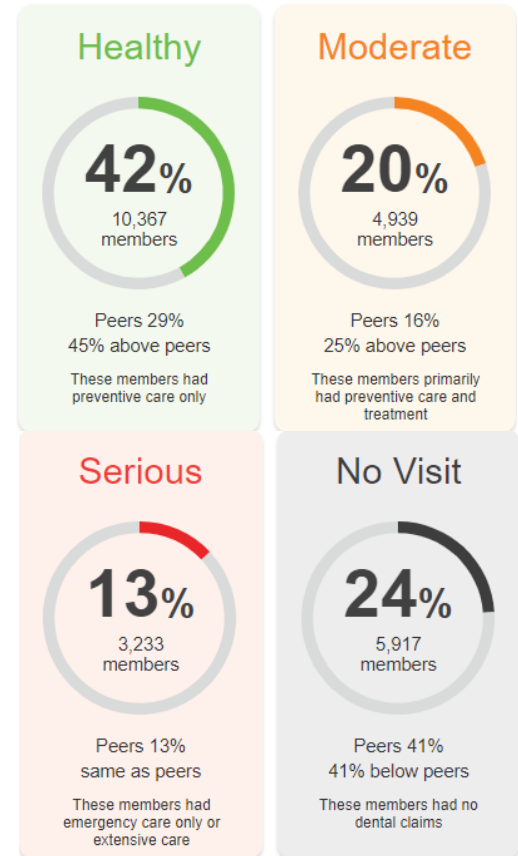 Healthy
42%
10,367
members
Peers 29%
45% above peers
These members had
preventive care only
Moderate
20%
4,939
members
Peers 16%
25% above peers
These members primarily
had preventive care and
treatment
Serious
13%
3,233
members
Peers 13%
same as peers
These members had
emergency care only or
extensive care
No Visit
24%
5,917
members
Peers 41%
41% below peers
These members had no
dental claims